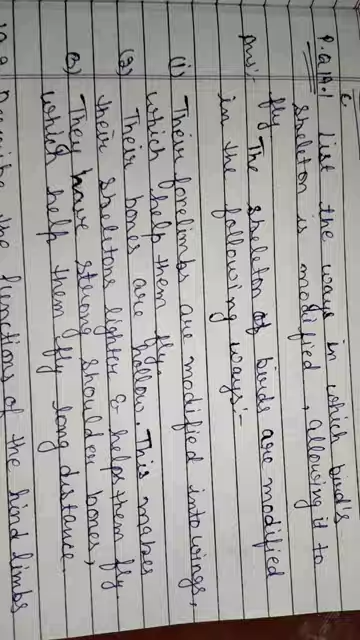 P. Q/A.1 List the ways in which bird's
skeleton is modified, allowing it to
fly.
Ans:- The skeleton of birds are modified
in the following ways:-
(1) Their forelimbs are modified into wings,
which help them fly.
(2) Their bones are hollow. This makes
their skeletons lighter & helps them fly
(3) They have strong shoulder bones,
which help them fly long distance.
Describe the functions of the hind limbs